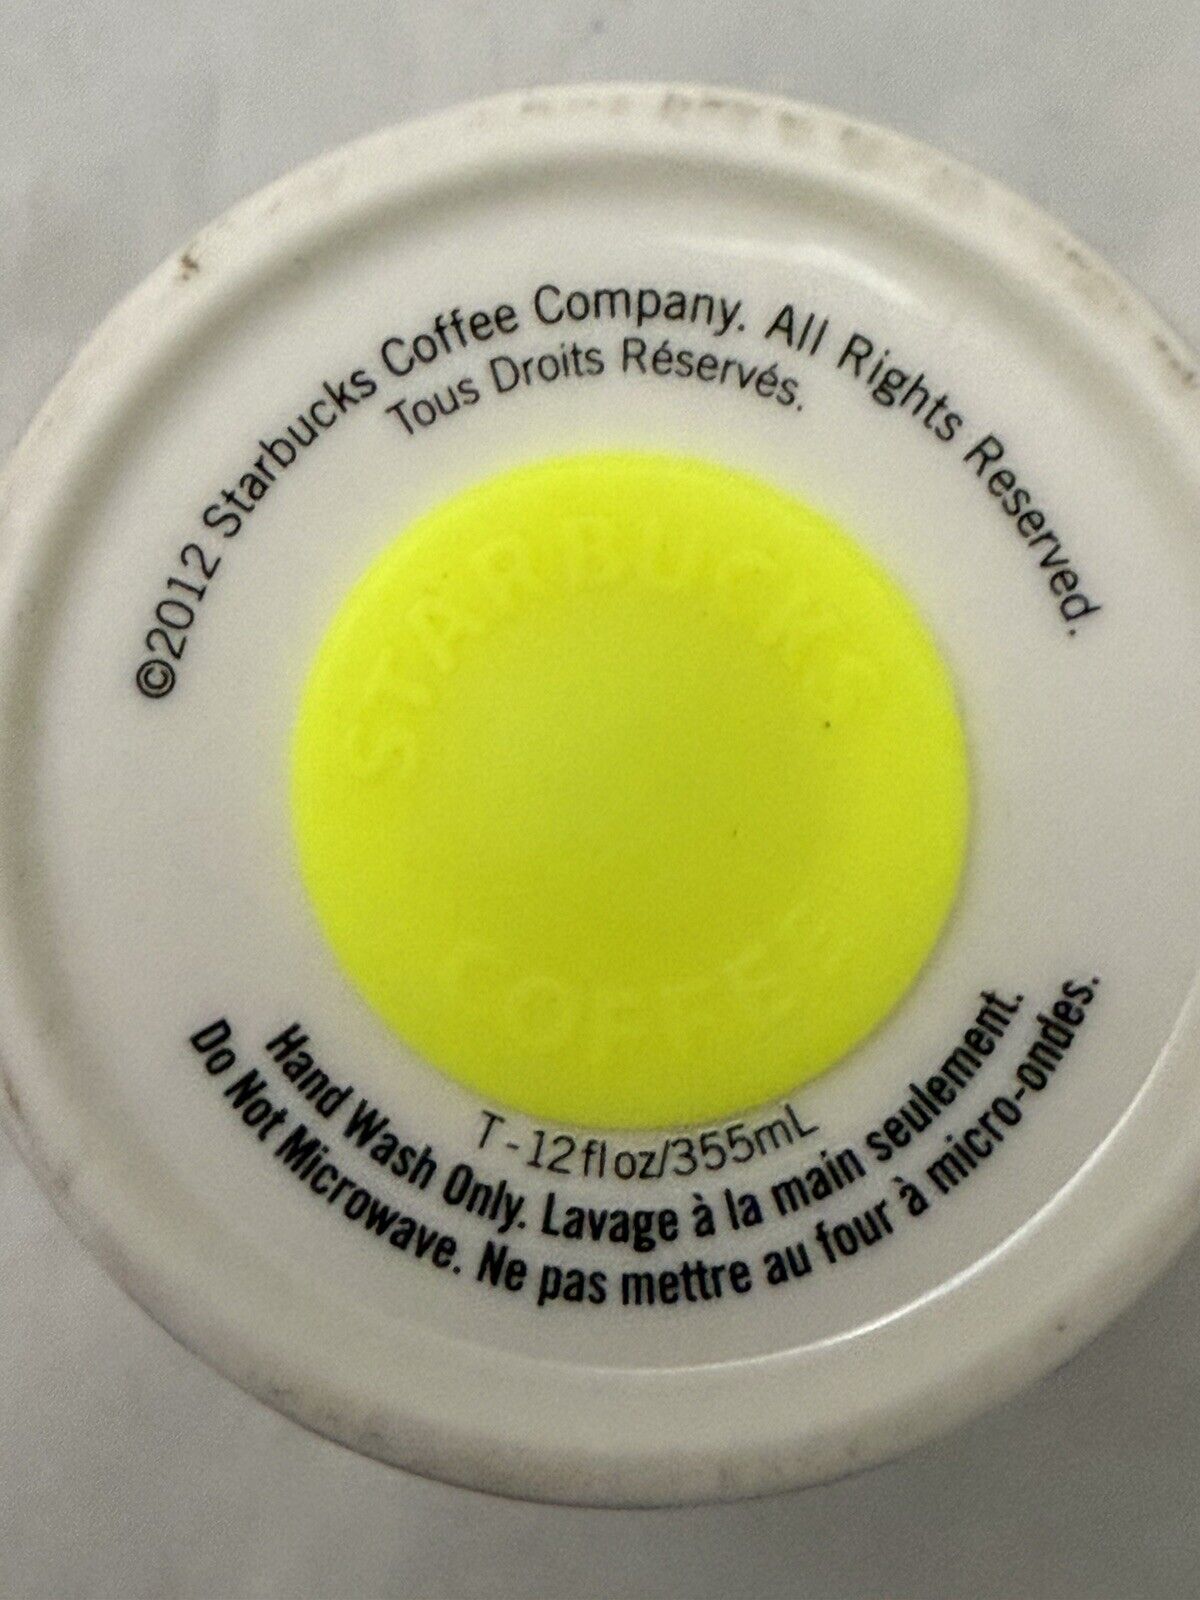 ©2012 Starbucks Coffee Company. All Rights Reserved.
Tous Droits Réservés.
STARBUCKS
COFFEE
T-12fl oz/355mL
Hand Wash Only. Lavage à la main seulement.
Do Not Microwave. Ne pas mettre au four à micro-ondes.